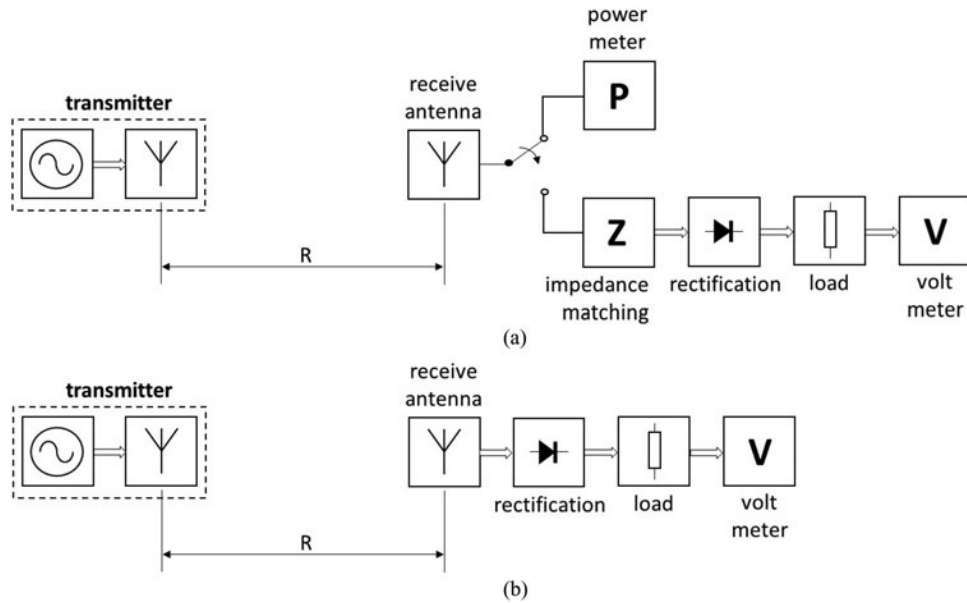 power
meter
P
receive
antenna
transmitter
R
Z
V
impedance
matching
rectification
load
volt
meter
(a)
transmitter
receive
antenna
V
rectification
load
volt
meter
R
(b)